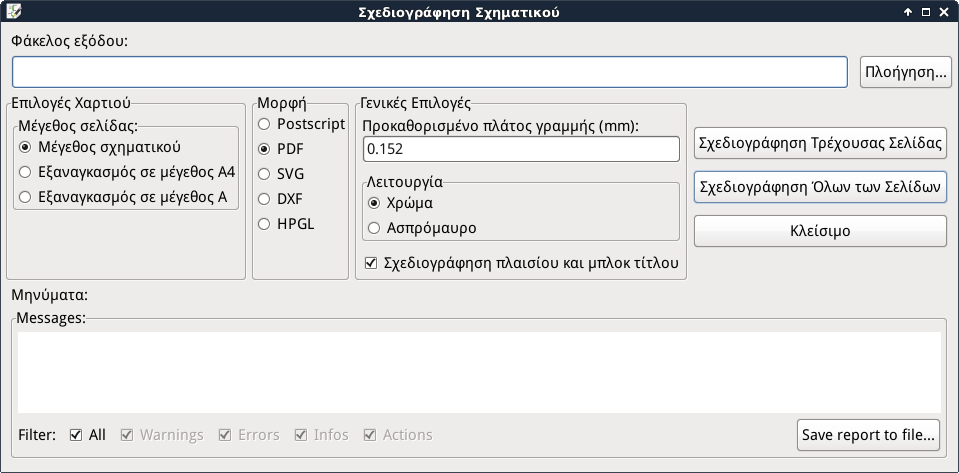 Σχεδιογράφηση Σχηματικού
Φάκελος εξόδου:
Πλοήγηση...
Επιλογές Χαρτιού
Μέγεθος σελίδας:
Μέγεθος σχηματικού
Εξαναγκασμός σε μέγεθος A4
Εξαναγκασμός σε μέγεθος A
Μορφή
Postscript
PDF
SVG
DXF
HPGL
Γενικές Επιλογές
Προκαθορισμένο πλάτος γραμμής (mm):
0.152
Λειτουργία
Χρώμα
Ασπρόμαυρο
Σχεδιογράφηση πλαισίου και μπλοκ τίτλου
Σχεδιογράφηση Τρέχουσας Σελίδας
Σχεδιογράφηση Όλων των Σελίδων
Κλείσιμο
Μηνύματα:
Messages:
Filter: All Warnings Errors Infos Actions
Save report to file...